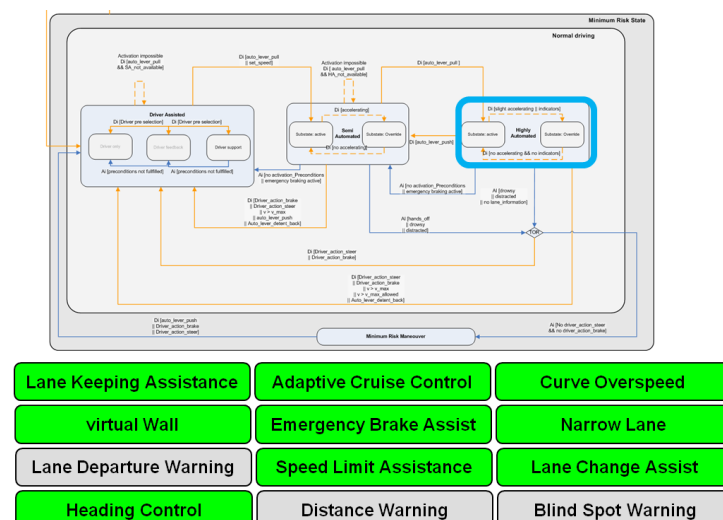 Minimum Risk State
Normal driving
Activation impossible
Di [auto_lever_pull
&& SA_not_available]
Di [auto_lever_pull
|| set_speed]
Activation impossible
Di [ auto_lever_pull
&& HA_not_available]
Di [auto_lever_pull ]
Driver Assisted
Di [Driver pre selection]
Di [Driver pre selection]
Driver only
Driver feedback
Driver support
Ai [preconditions not fullfilled]
Ai [preconditions not fulfilled]
Di [accelerating]
Substate: active
Semi
Automated
Substate: Override
Di [no accelerating]
Di [auto_lever_push]
Di [slight accelerating || indicators]
Substate: active
Highly
Automated
Substate: Override
Di [no accelerating && no indicators]
Ai [no activation_Preconditions
|| emergency braking active]
Ai [no activation_Preconditions
|| emergency braking active]
Ai [drowsy
|| distracted
|| no lane_information]
Di [Driver_action_brake
|| Driver_action_steer
|| v > v_max
|| auto_lever_push
|| Auto_lever_detent_back]
Ai [hands_off
|| drowsy
|| distracted]
TOR
Di [Driver_action_steer
|| Driver_action_brake]
Di [Driver_action_steer
|| Driver_action_brake
|| v > v_max
|| v > v_max_allowed
|| Auto_lever_detent_back]
Di [auto_lever_push
|| Driver_action_brake
|| Driver_action_steer]
Minimum Risk Maneouver
Ai [No driver_action_steer
&& no driver_action_brake]
Lane Keeping Assistance
Adaptive Cruise Control
Curve Overspeed
virtual Wall
Emergency Brake Assist
Narrow Lane
Lane Departure Warning
Speed Limit Assistance
Lane Change Assist
Heading Control
Distance Warning
Blind Spot Warning